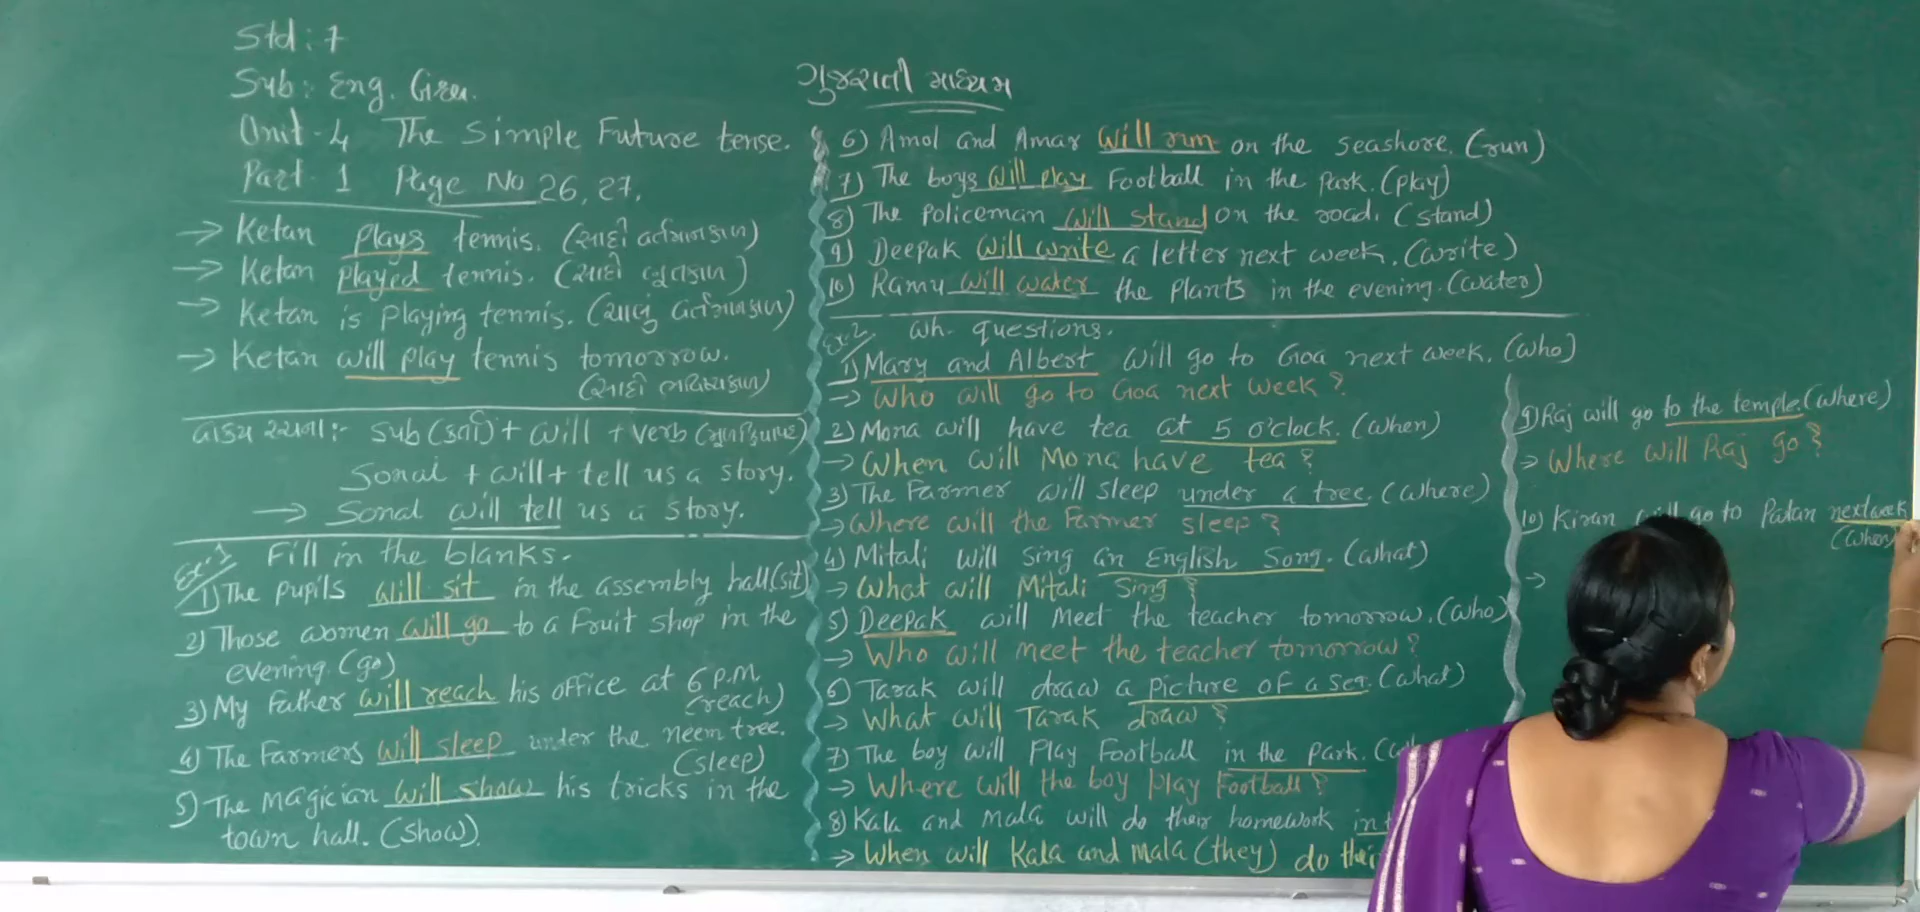 Std: 7
Sub: Eng. Gra.
Unit-4 The Simple Future tense.
Part-1 Page No 26, 27.
→ Ketan plays tennis. (સાદો વર્તમાનકાળ)
→ Ketan played tennis. (સાદો ભૂતકાળ)
→ Ketan is playing tennis. (ચાલુ વર્તમાનકાળ)
→ Ketan will play tennis tomorrow.
(સાદો ભવિષ્યકાળ)
વાક્ય રચના:- Sub (કર્તા) + will + verb (મૂળ ક્રિયાપદ)
Sonal + will + tell us a story.
→ Sonal will tell us a story.
Ex-1 Fill in the blanks.
1) The pupils will sit in the assembly hall. (sit)
2) Those women will go to a fruit shop in the
evening. (go)
3) My Father will reach his office at 6 p.m
(reach)
4) The Farmers will sleep under the neem tree.
(sleep)
5) The magician will show his tricks in the
town hall. (show).
ગુજરાતી માધ્યમ
6) Amol and Amar will run on the seashore. (run)
7) The boys will play Football in the park. (play)
8) The policeman will stand on the road. (stand)
9) Deepak will write a letter next week. (write)
10) Ramu will water the plants in the evening. (water)
Ex-2 Wh. questions.
1) Mary and Albert will go to Goa next week. (who)
→ Who will go to Goa next week?
2) Mona will have tea at 5 o'clock. (when)
→ When will Mona have tea?
3) The Farmer will sleep under a tree. (where)
→ Where will the Farmer sleep?
4) Mitali will sing an English Song. (what)
→ What will Mitali Sing?
5) Deepak will meet the teacher tomorrow. (who)
→ Who will meet the teacher tomorrow?
6) Tarak will draw a picture of a sea. (what)
→ What will Tarak draw?
7) The boy will play Football in the park.
→ Where will the boy play Football?
8) Kala and mala will do their homework in
→ When will Kala and mala (they) do their
9) Raj will go to the temple. (where)
→ Where will Raj go?
10) Kiran will go to Patan next week
(when)
→